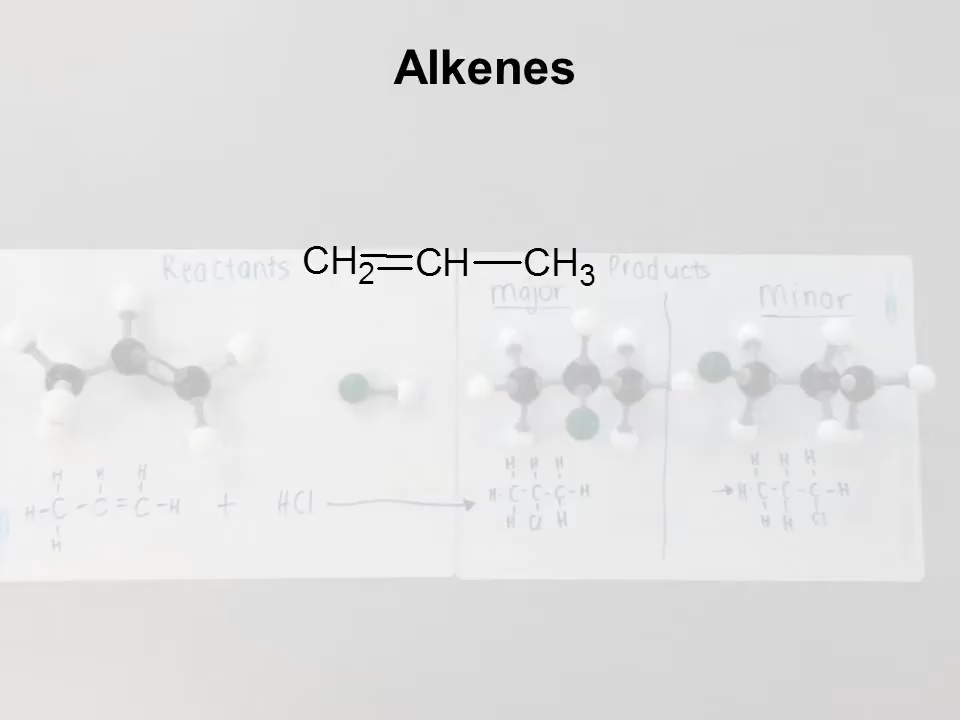 Alkenes
CH2=CH—CH3
Reactants Products
Major Minor
H H H
H-C-C=C-H + HCl → H-C-C-C-H → H-C-C-C-H
H
H H H
H Cl H
H H H
H H Cl